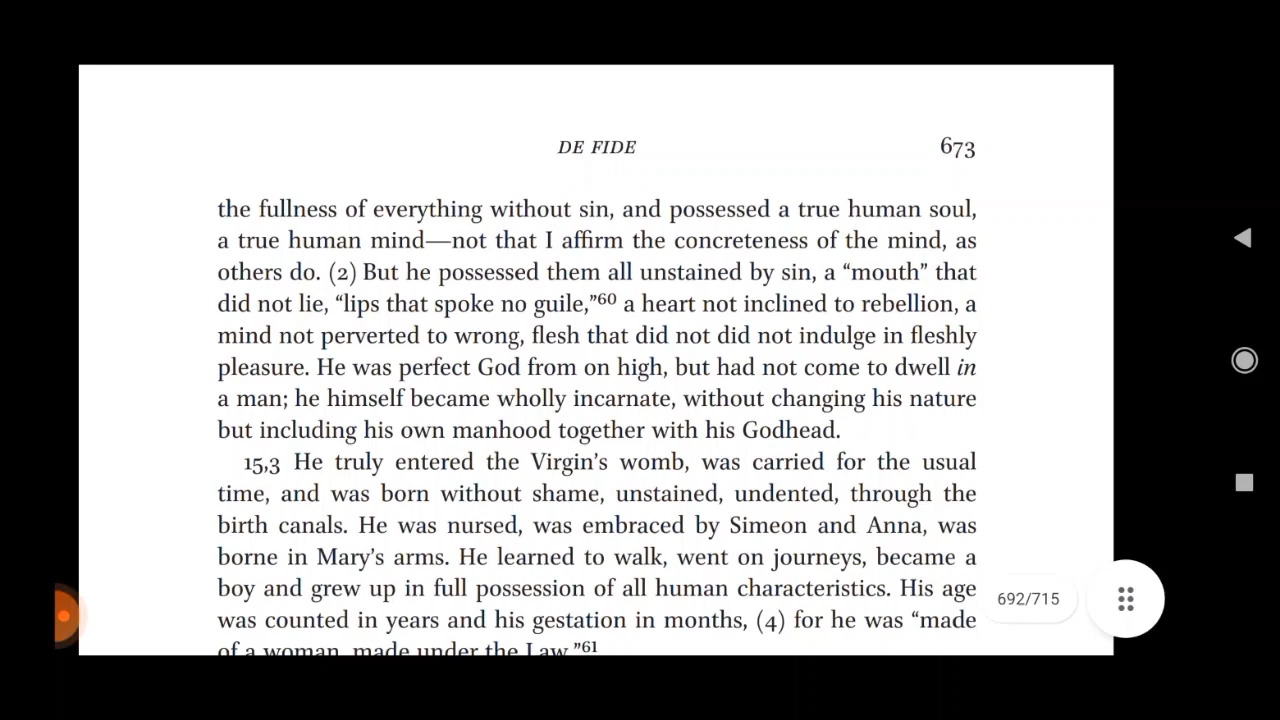 DE FIDE 673
the fullness of everything without sin, and possessed a true human soul,
a true human mind—not that I affirm the concreteness of the mind, as
others do. (2) But he possessed them all unstained by sin, a “mouth” that
did not lie, “lips that spoke no guile,”60 a heart not inclined to rebellion, a
mind not perverted to wrong, flesh that did not did not indulge in fleshly
pleasure. He was perfect God from on high, but had not come to dwell in
a man; he himself became wholly incarnate, without changing his nature
but including his own manhood together with his Godhead.
15,3 He truly entered the Virgin’s womb, was carried for the usual
time, and was born without shame, unstained, undented, through the
birth canals. He was nursed, was embraced by Simeon and Anna, was
borne in Mary’s arms. He learned to walk, went on journeys, became a
boy and grew up in full possession of all human characteristics. His age
was counted in years and his gestation in months, (4) for he was “made
of a woman, made under the Law.”61
692/715